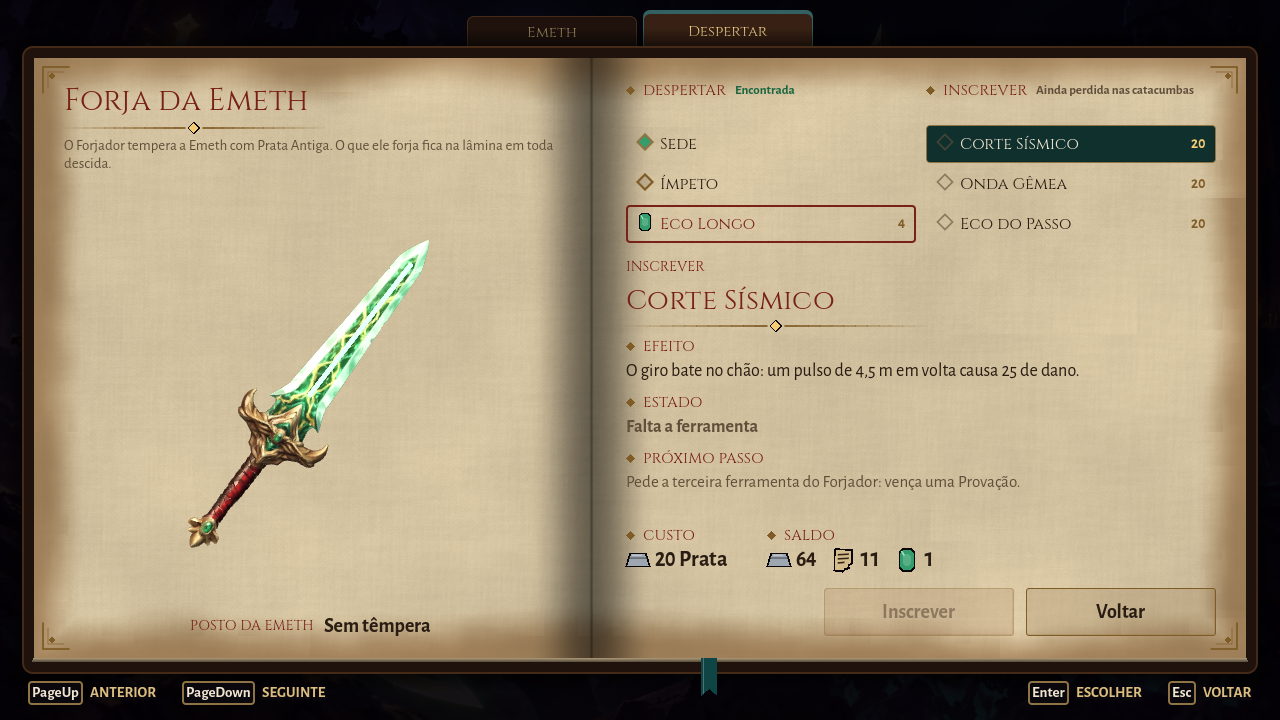 Emeth
Despertar
Forja da Emeth
O Forjador tempera a Emeth com Prata Antiga. O que ele forja fica na lâmina em toda
descida.
POSTO DA EMETH Sem têmpera
DESPERTAR Encontrada
Sede
Ímpeto
Eco Longo 4
INSCREVER Ainda perdida nas catacumbas
Corte Sísmico 20
Onda Gêmea 20
Eco do Passo 20
INSCREVER
Corte Sísmico
EFEITO
O giro bate no chão: um pulso de 4,5 m em volta causa 25 de dano.
ESTADO
Falta a ferramenta
PRÓXIMO PASSO
Pede a terceira ferramenta do Forjador: vença uma Provação.
CUSTO
20 Prata
SALDO
64 11 1
Inscrever
Voltar
PageUp ANTERIOR PageDown SEGUINTE
Enter ESCOLHER Esc VOLTAR